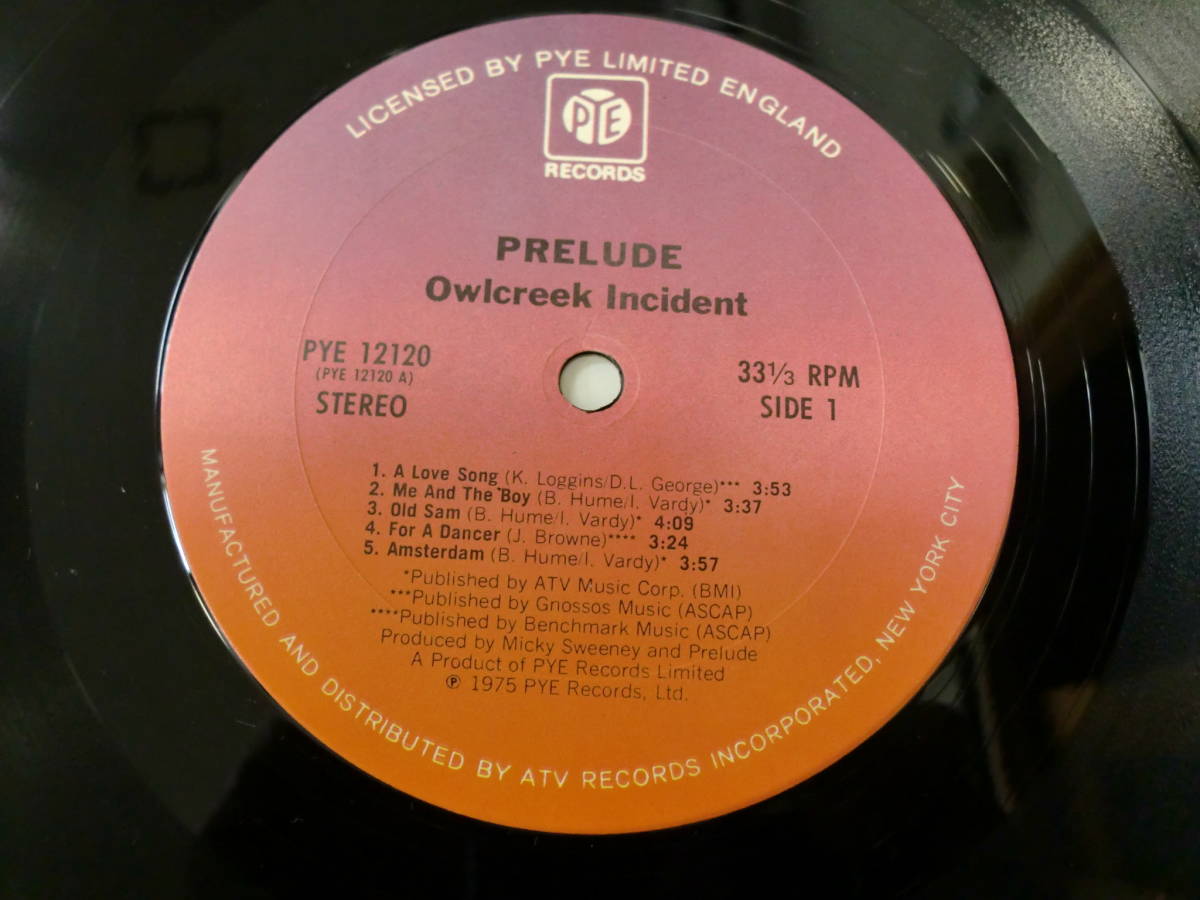 LICENSED BY PYE LIMITED ENGLAND
PYE
RECORDS
PRELUDE
Owlcreek Incident
PYE 12120
(PYE 12120 A)
STEREO
33⅓ RPM
SIDE 1
1. A Love Song (K. Loggins/D.L. George)*** 3:53
2. Me And The Boy (B. Hume/I. Vardy)* 3:37
3. Old Sam (B. Hume/I. Vardy)* 4:09
4. For A Dancer (J. Browne)**** 3:24
5. Amsterdam (B. Hume/I. Vardy)* 3:57
*Published by ATV Music Corp. (BMI)
***Published by Gnossos Music (ASCAP)
****Published by Benchmark Music (ASCAP)
Produced by Micky Sweeney and Prelude
A Product of PYE Records Limited
℗ 1975 PYE Records, Ltd.
MANUFACTURED AND DISTRIBUTED BY ATV RECORDS INCORPORATED, NEW YORK CITY